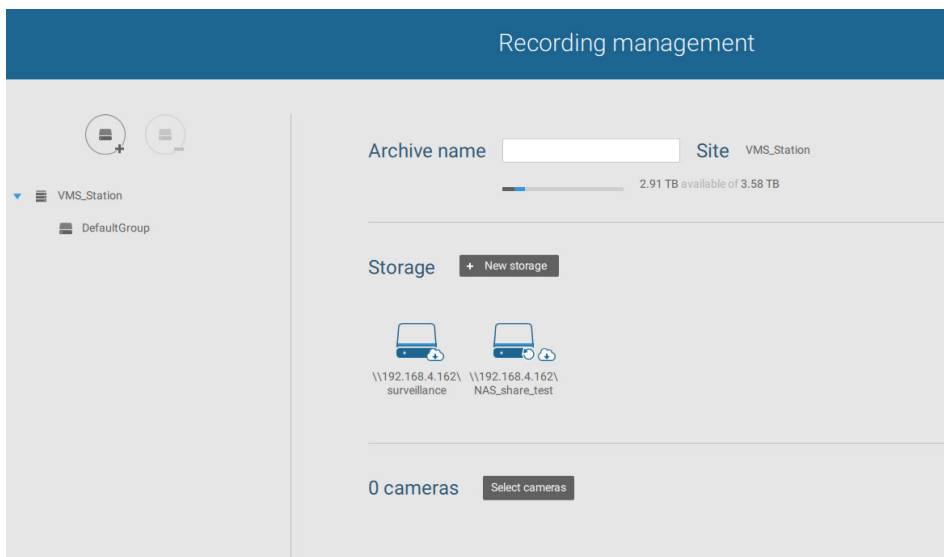 Recording management
Archive name
Site VMS_Station
2.91 TB available of 3.58 TB
VMS_Station
DefaultGroup
Storage
+ New storage
\\192.168.4.162\
surveillance
\\192.168.4.162\
NAS_share_test
0 cameras
Select cameras